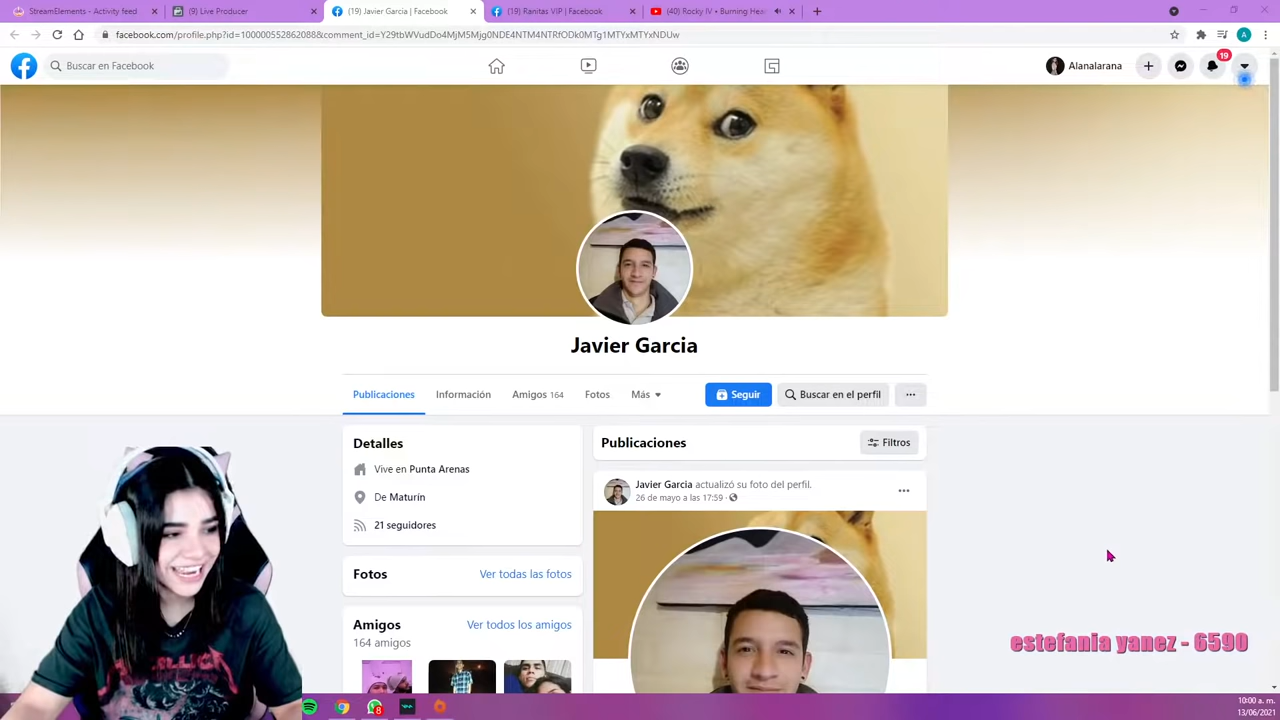 StreamElements - Activity feed
(9) Live Producer
(19) Javier Garcia | Facebook
(19) Ranitas VIP | Facebook
(40) Rocky IV • Burning Hea
facebook.com/profile.php?id=100000552862088&comment_id=Y29tbWVudDo4MjM5Mjg0NDE4NTM4NTRfODk0MTg1MTYxMTYxNDUw
A
Buscar en Facebook
Alanalarana
19
Javier Garcia
Publicaciones
Información
Amigos 164
Fotos
Más
Seguir
Buscar en el perfil
Detalles
Vive en Punta Arenas
De Maturín
21 seguidores
Fotos
Ver todas las fotos
Amigos
Ver todos los amigos
164 amigos
Publicaciones
Filtros
Javier Garcia actualizó su foto del perfil.
26 de mayo a las 17:59 ·
METALLICA
estefania yanez - 6590
8
10:00 a. m.
13/06/2021